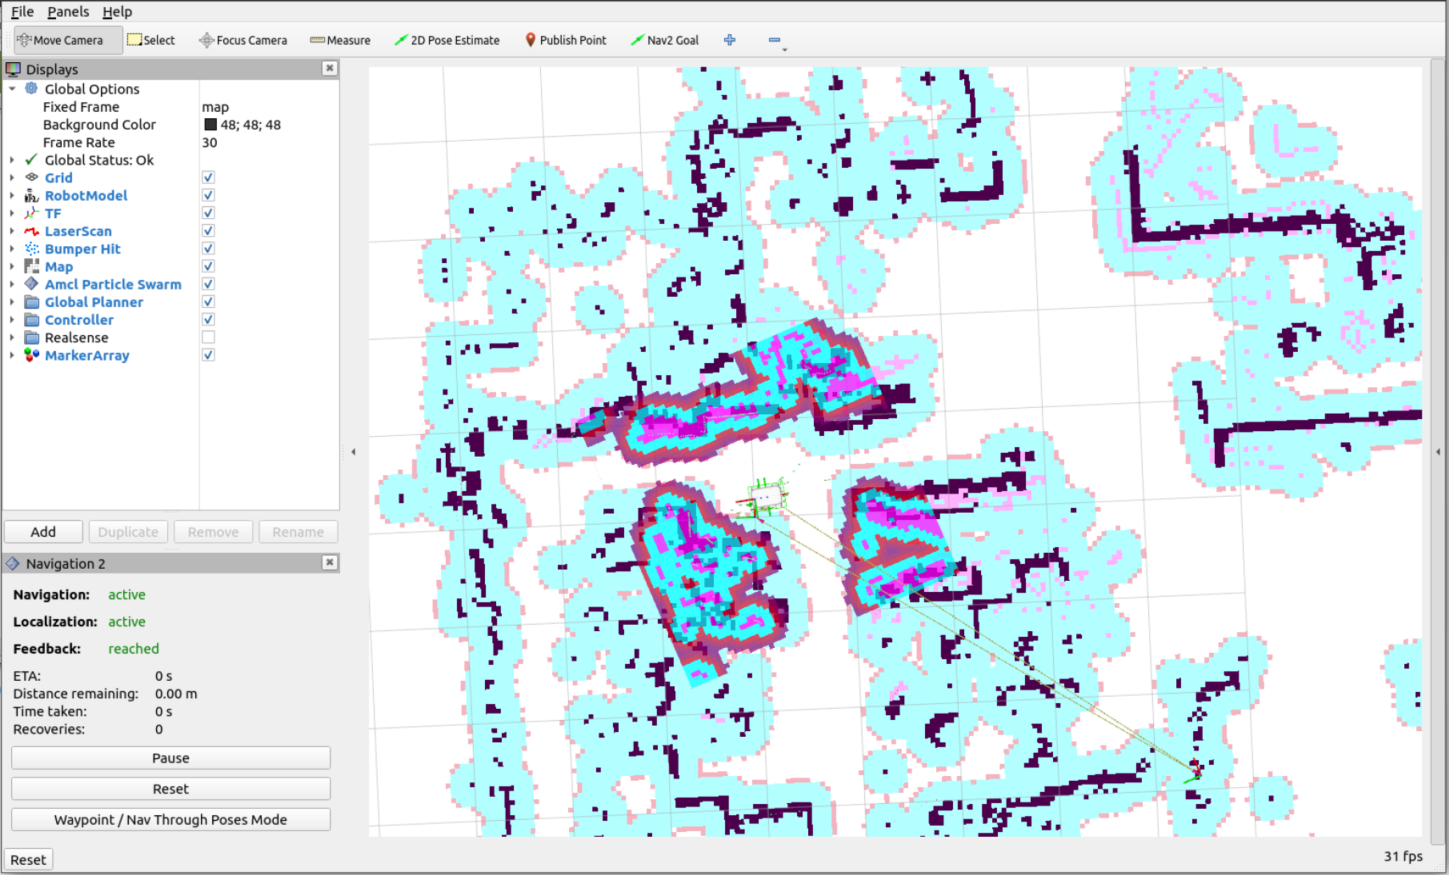 File Panels Help
Move Camera Select Focus Camera Measure 2D Pose Estimate Publish Point Nav2 Goal
Displays
Global Options
Fixed Frame map
Background Color 48; 48; 48
Frame Rate 30
Global Status: Ok
Grid
RobotModel
TF
LaserScan
Bumper Hit
Map
Amcl Particle Swarm
Global Planner
Controller
Realsense
MarkerArray
Add Duplicate Remove Rename
Navigation 2
Navigation: active
Localization: active
Feedback: reached
ETA: 0 s
Distance remaining: 0.00 m
Time taken: 0 s
Recoveries: 0
Pause
Reset
Waypoint / Nav Through Poses Mode
Reset
31 fps